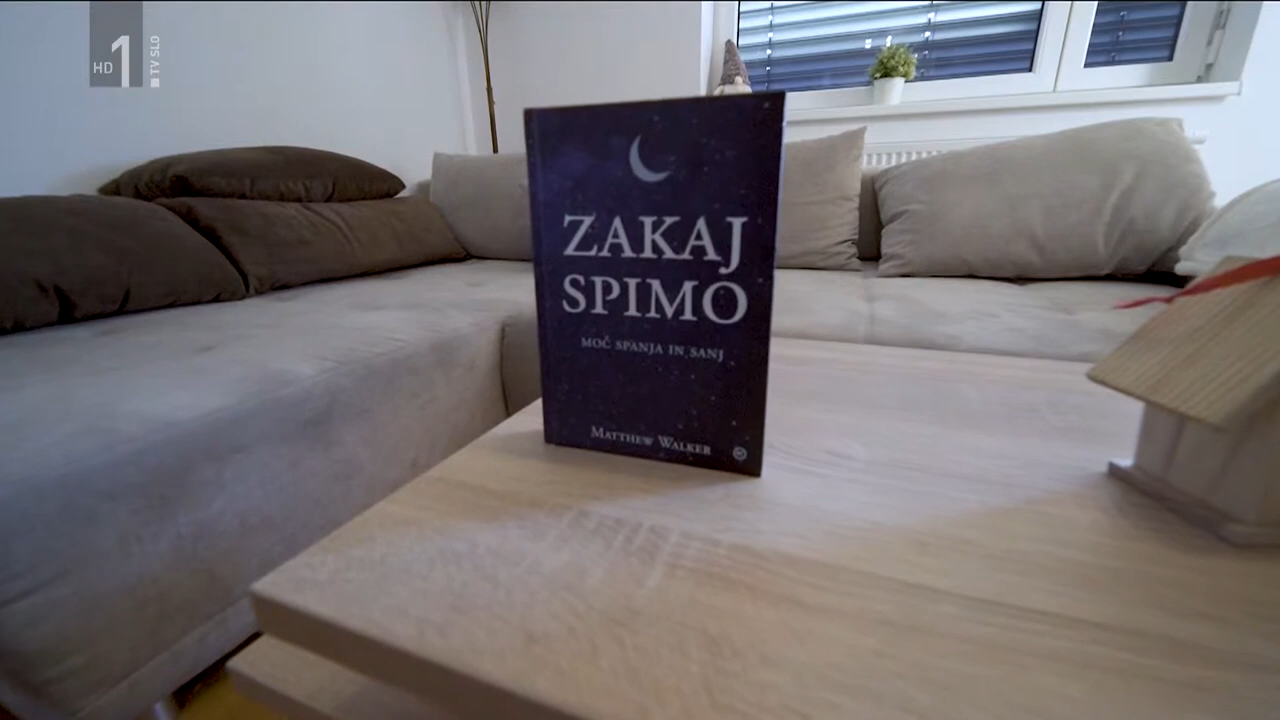 HD 1 TV SLO
ZAKAJ
SPIMO
MOČ SPANJA IN SANJ
MATTHEW WALKER